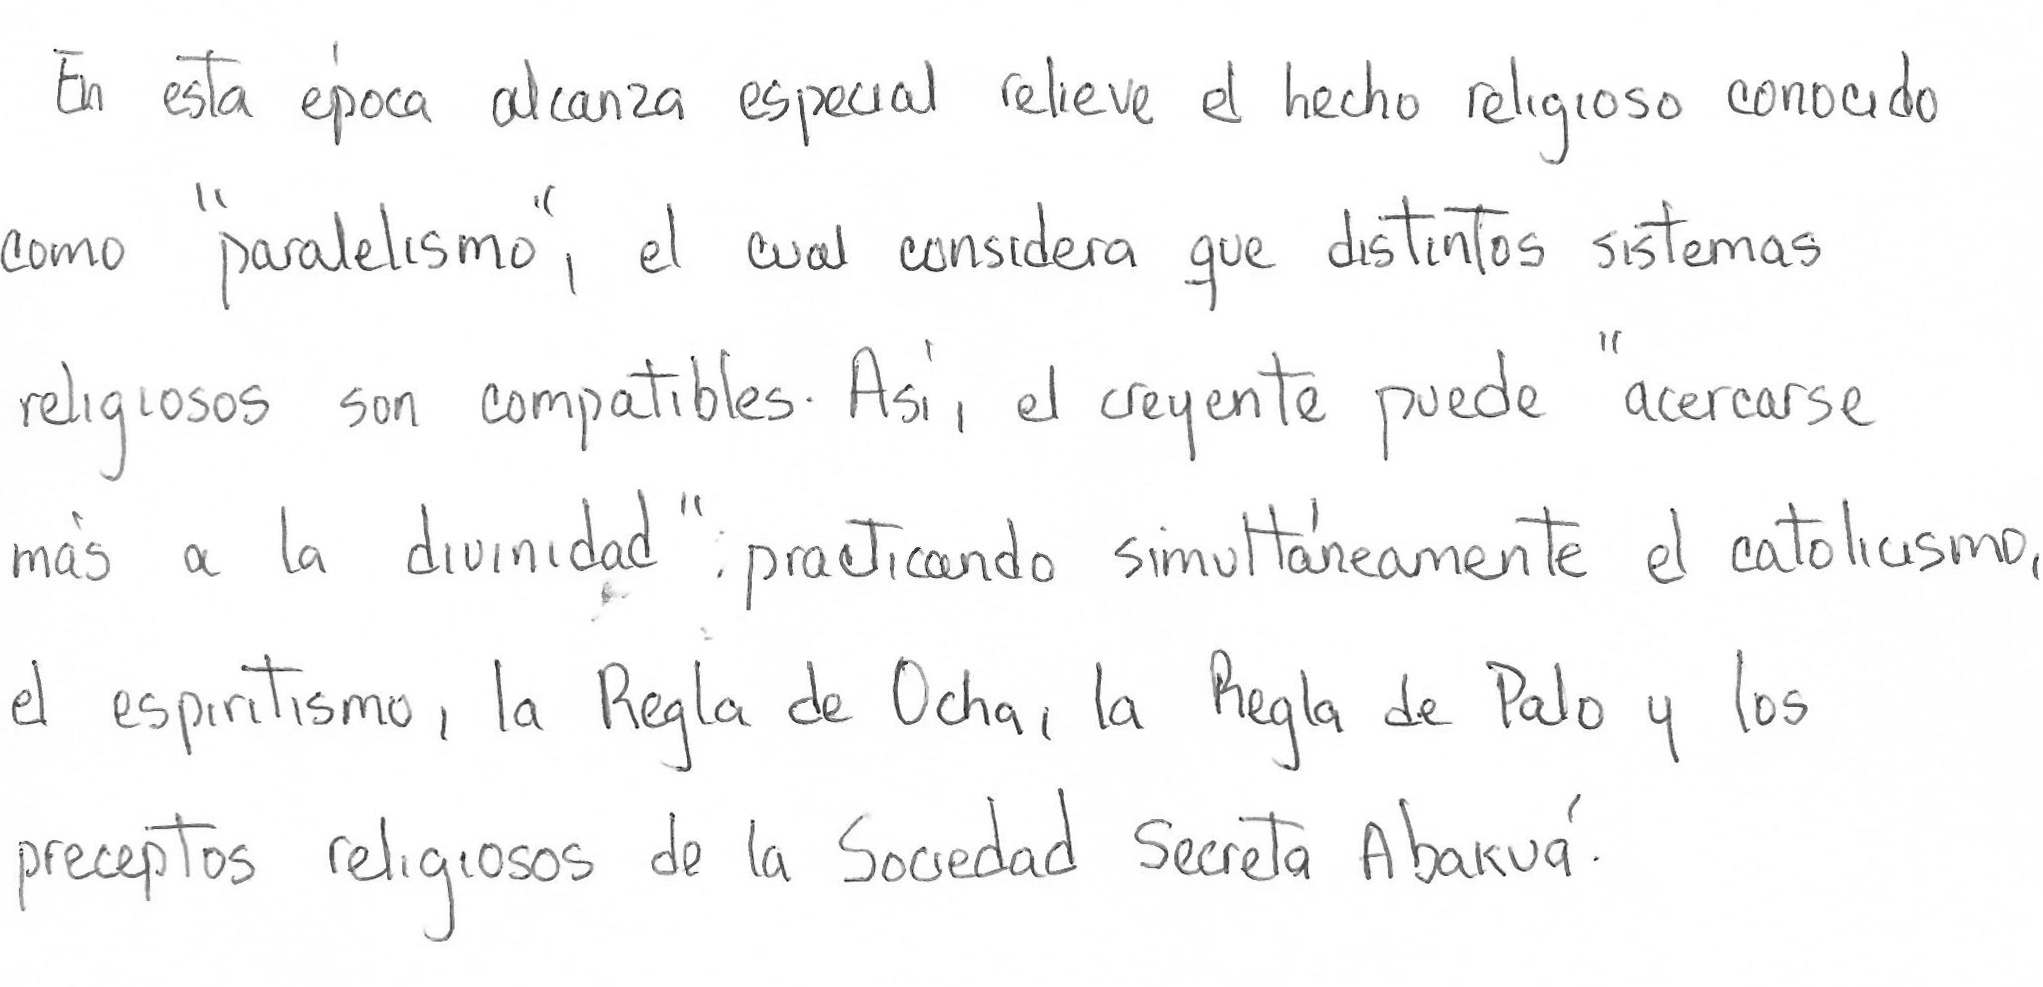 En esta época alcanza especial relieve el hecho religioso conocido
como "paralelismo", el cual considera que distintos sistemas
religiosos son compatibles. Así, el creyente puede "acercarse
más a la divinidad", practicando simultáneamente el catolicismo,
el espiritismo, la Regla de Ocha, la Regla de Palo y los
preceptos religiosos de la Sociedad Secreta Abakuá.